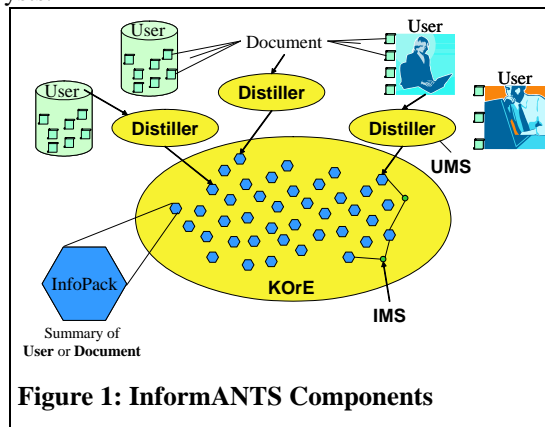 User
Document
User
User
User
Distiller
Distiller
Distiller
UMS
InfoPack
KOrE
IMS
Summary of
User or Document
Figure 1: InformANTS Components